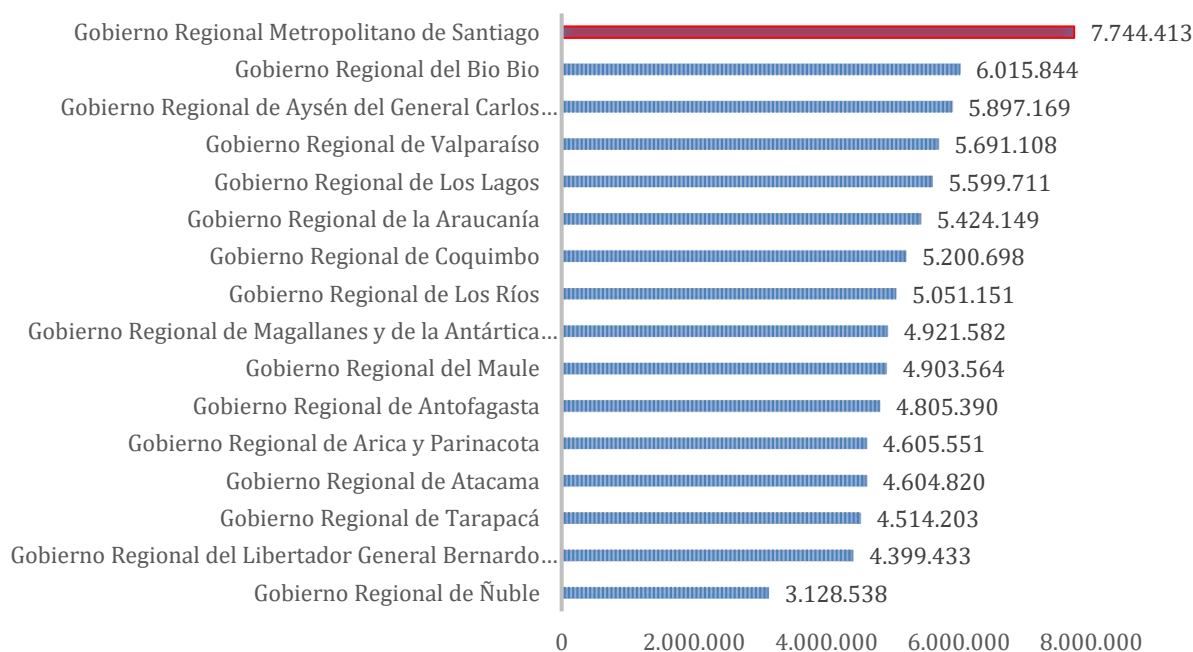 Gobierno Regional Metropolitano de Santiago 7.744.413
Gobierno Regional del Bio Bio 6.015.844
Gobierno Regional de Aysén del General Carlos... 5.897.169
Gobierno Regional de Valparaíso 5.691.108
Gobierno Regional de Los Lagos 5.599.711
Gobierno Regional de la Araucanía 5.424.149
Gobierno Regional de Coquimbo 5.200.698
Gobierno Regional de Los Ríos 5.051.151
Gobierno Regional de Magallanes y de la Antártica... 4.921.582
Gobierno Regional del Maule 4.903.564
Gobierno Regional de Antofagasta 4.805.390
Gobierno Regional de Arica y Parinacota 4.605.551
Gobierno Regional de Atacama 4.604.820
Gobierno Regional de Tarapacá 4.514.203
Gobierno Regional del Libertador General Bernardo... 4.399.433
Gobierno Regional de Ñuble 3.128.538
0 2.000.000 4.000.000 6.000.000 8.000.000